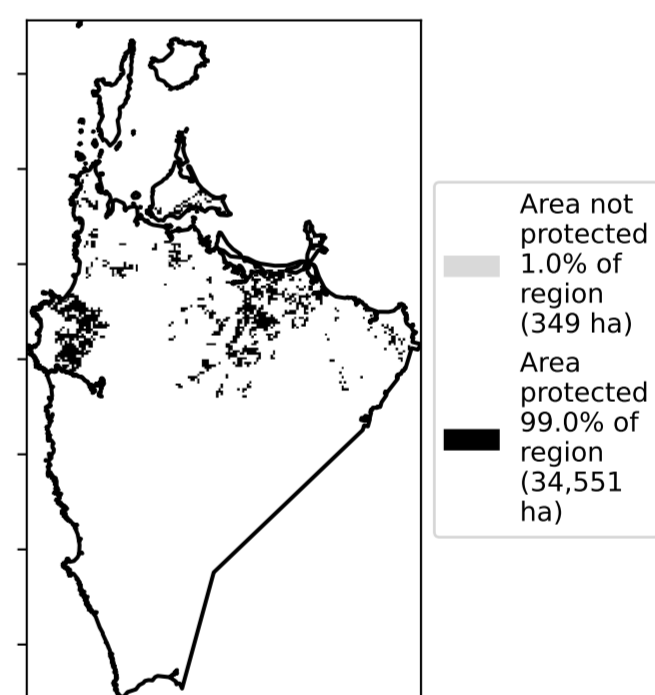 Area not
protected
1.0% of
region
(349 ha)
Area
protected
99.0% of
region
(34,551
ha)